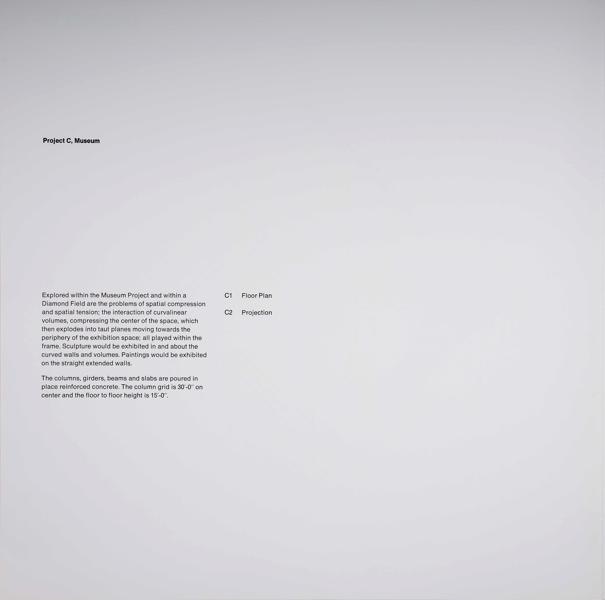 Project C, Museum
Explored within the Museum Project and within a
Diamond Field are the problems of spatial compression
and spatial tension; the interaction of curvalinear
volumes, compressing the center of the space, which
then explodes into taut planes moving towards the
periphery of the exhibition space; all played within the
frame. Sculpture would be exhibited in and about the
curved walls and volumes. Paintings would be exhibited
on the straight extended walls.
The columns, girders, beams and slabs are poured in
place reinforced concrete. The column grid is 30'-0" on
center and the floor to floor height is 15'-0".
C1 Floor Plan
C2 Projection